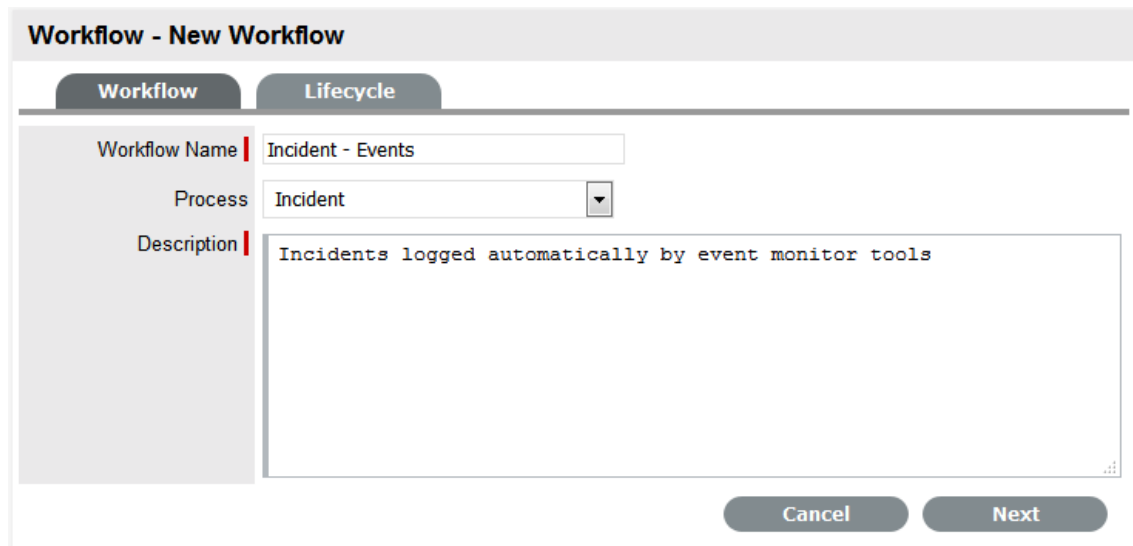 Workflow - New Workflow
Workflow Lifecycle
Workflow Name Incident - Events
Process Incident
Description Incidents logged automatically by event monitor tools
Cancel Next